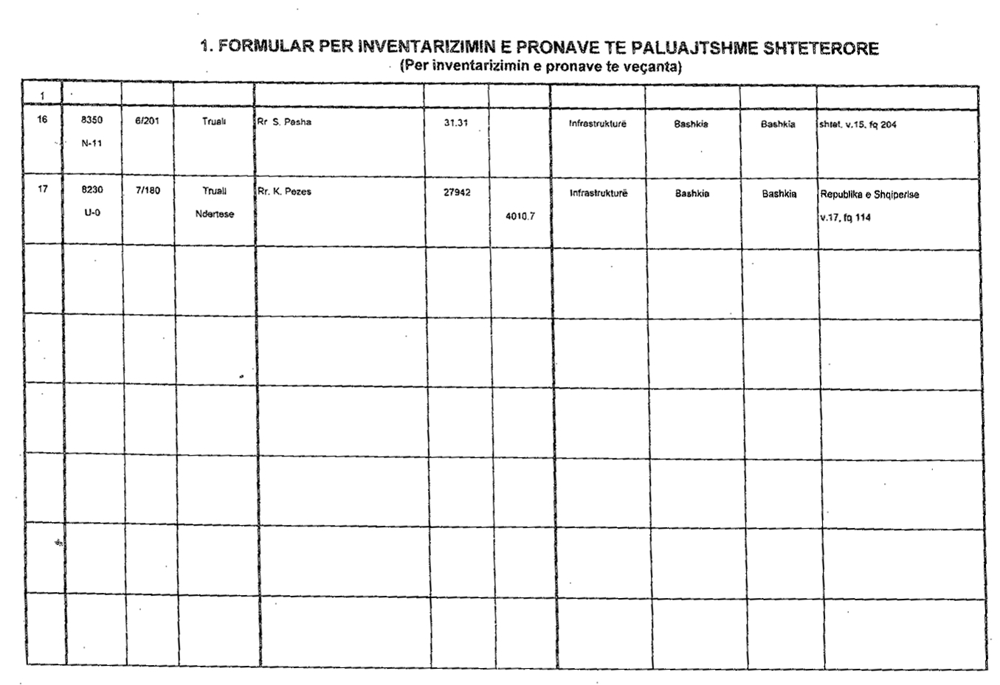 1. FORMULAR PER INVENTARIZIMIN E PRONAVE TE PALUAJTSHME SHTETERORE
(Per inventarizimin e pronave te veçanta)
1
16 8350 6/201 Truall Rr S. Pasha 31.31 Infrastrukturë Bashkia Bashkia shtet. v.15. fq 204
N-11
17 8230 7/180 Truall Rr. K. Pezes 27942 Infrastrukturë Bashkia Bashkia Republika e Shqiperise
U-0 Ndertese 4010.7 v.17, fq 114